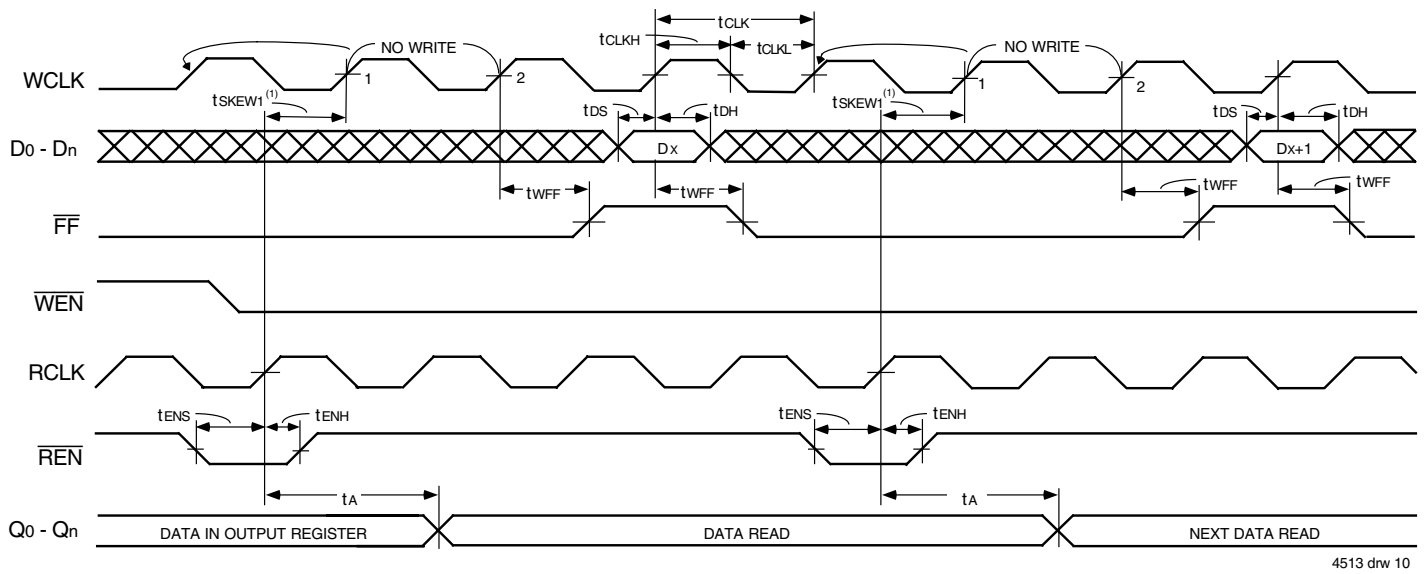 tCLK
tCLKH
tCLKL
NO WRITE
NO WRITE
WCLK
1
2
1
2
tSKEW1(1)
tDS
tDH
tSKEW1(1)
tDS
tDH
D0 - Dn
DX
DX+1
tWFF
tWFF
tWFF
tWFF
FF
WEN
RCLK
tENS
tENH
tENS
tENH
REN
tA
tA
Q0 - Qn
DATA IN OUTPUT REGISTER
DATA READ
NEXT DATA READ
4513 drw 10